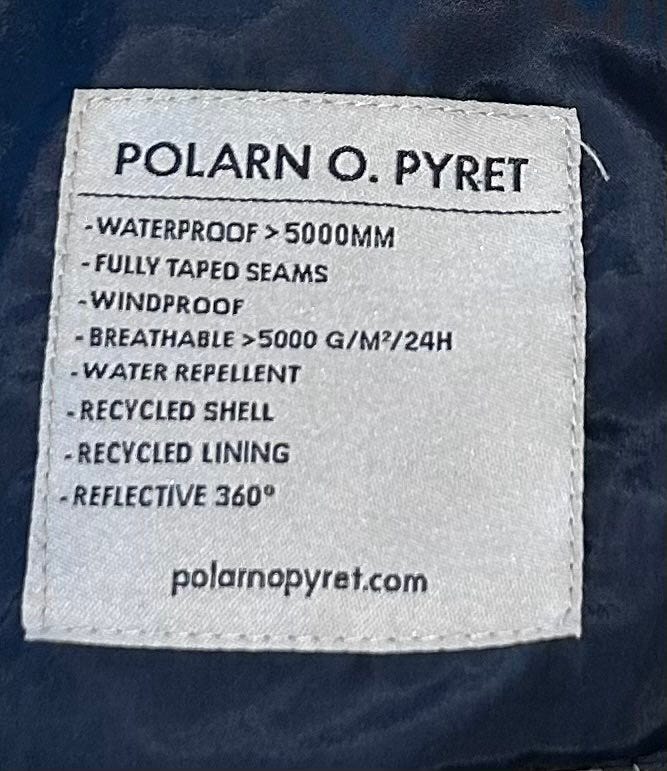 POLARN O. PYRET
-WATERPROOF > 5000MM
-FULLY TAPED SEAMS
-WINDPROOF
-BREATHABLE >5000 G/M²/24H
-WATER REPELLENT
-RECYCLED SHELL
-RECYCLED LINING
-REFLECTIVE 360°
polarnopyret.com